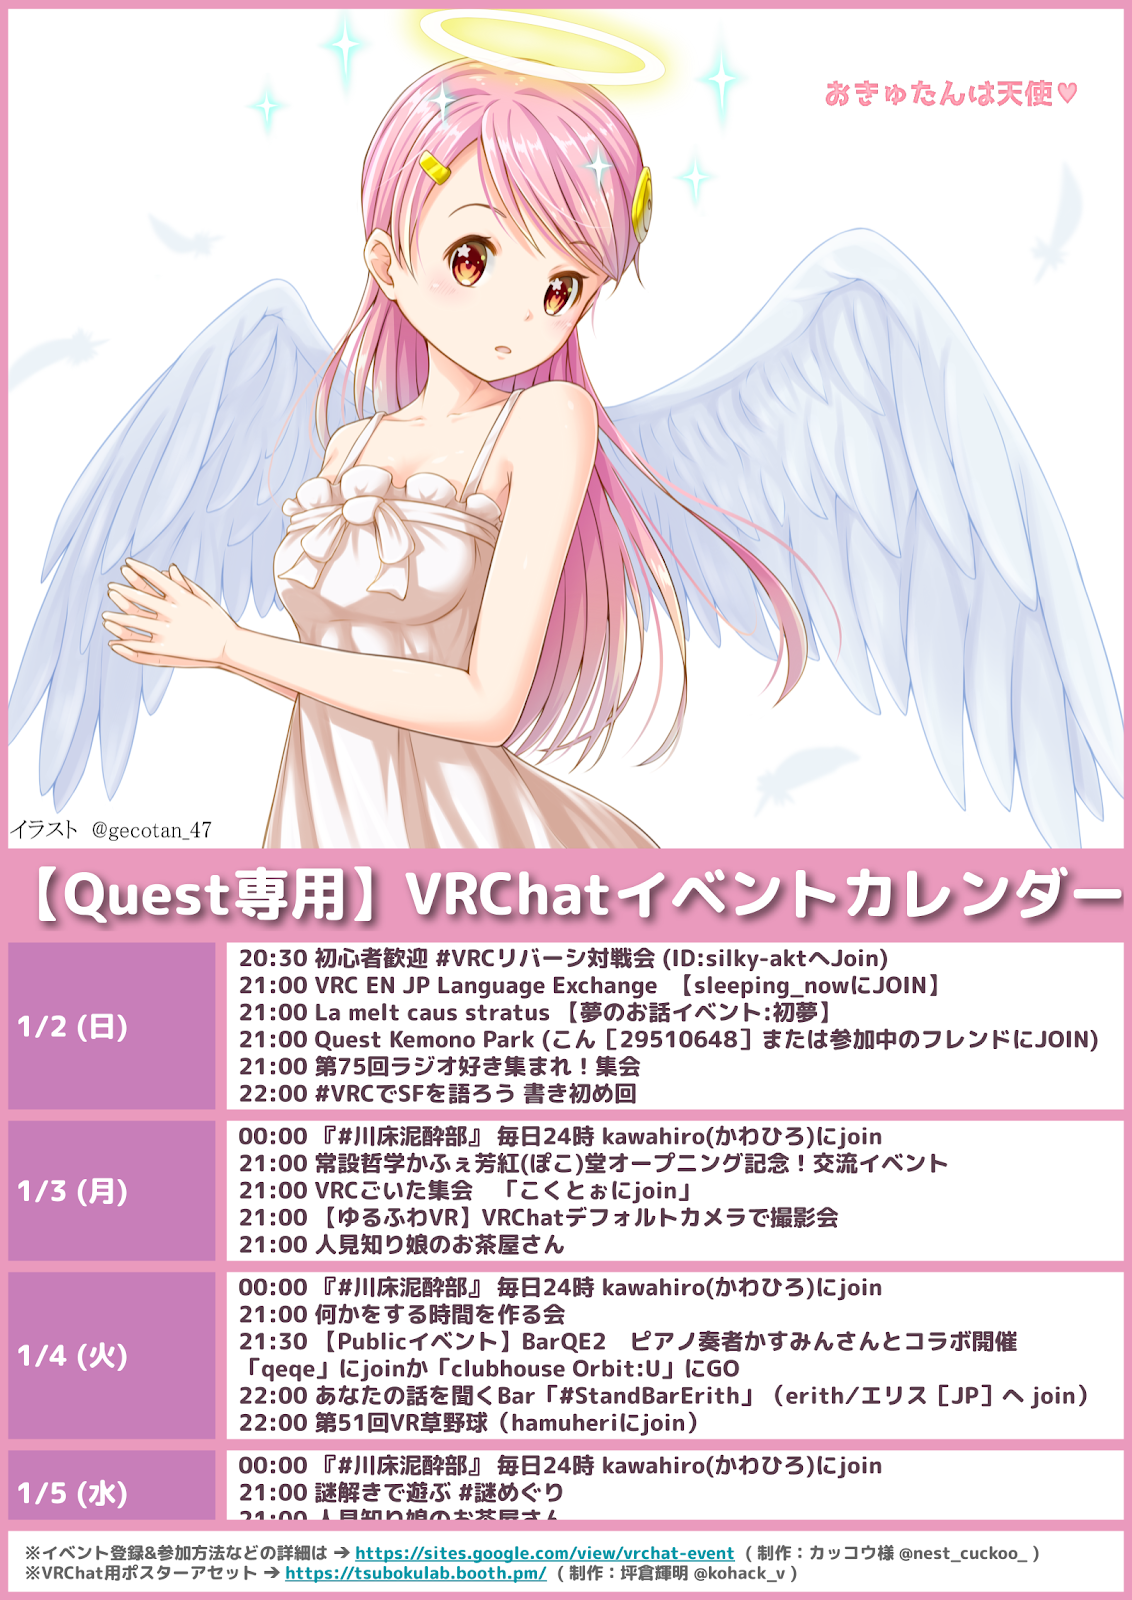 おきゅたんは天使♥
イラスト @gecotan_47
【Quest専用】VRChatイベントカレンダー
1/2 (日)
20:30 初心者歓迎 #VRCリバーシ対戦会 (ID:silky-aktへJoin)
21:00 VRC EN JP Language Exchange 【sleeping_nowにJOIN】
21:00 La melt caus stratus 【夢のお話イベント:初夢】
21:00 Quest Kemono Park (こん［29510648］または参加中のフレンドにJOIN)
21:00 第75回ラジオ好き集まれ！集会
22:00 #VRCでSFを語ろう 書き初め回
1/3 (月)
00:00 『#川床泥酔部』 毎日24時 kawahiro(かわひろ)にjoin
21:00 常設哲学かふぇ芳紅(ぽこ)堂オープニング記念！交流イベント
21:00 VRCごいた集会　「こくとぉにjoin」
21:00 【ゆるふわVR】VRChatデフォルトカメラで撮影会
21:00 人見知り娘のお茶屋さん
1/4 (火)
00:00 『#川床泥酔部』 毎日24時 kawahiro(かわひろ)にjoin
21:00 何かをする時間を作る会
21:30 【Publicイベント】BarQE2　ピアノ奏者かすみんさんとコラボ開催
「qeqe」にjoinか「clubhouse Orbit:U」にGO
22:00 あなたの話を聞くBar「#StandBarErith」（erith/エリス［JP］へ join）
22:00 第51回VR草野球（hamuheriにjoin）
1/5 (水)
00:00 『#川床泥酔部』 毎日24時 kawahiro(かわひろ)にjoin
21:00 謎解きで遊ぶ #謎めぐり
21:00 人見知り娘のお茶屋さん
※イベント登録&参加方法などの詳細は ➔ https://sites.google.com/view/vrchat-event ( 制作：カッコウ様 @nest_cuckoo_ )
※VRChat用ポスターアセット ➔ https://tsubokulab.booth.pm/ ( 制作：坪倉輝明 @kohack_v )